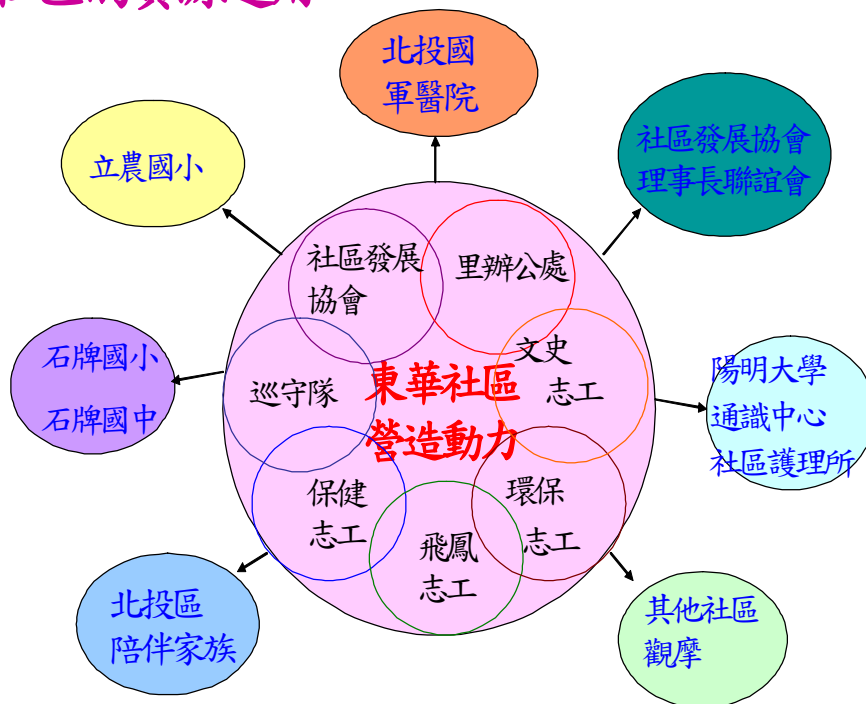 北投國
軍醫院
立農國小
社區發展協會
理事長聯誼會
社區發展
協會
里辦公處
石牌國小
石牌國中
巡守隊
東華社區
營造動力
文史
志工
陽明大學
通識中心
社區護理所
保健
志工
飛鳳
志工
環保
志工
北投區
陪伴家族
其他社區
觀摩